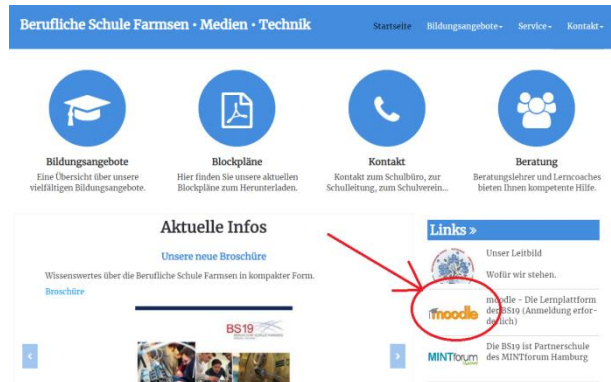 Berufliche Schule Farmsen • Medien • Technik
Startseite
Bildungsangebote
Service
Kontakt
Bildungsangebote
Eine Übersicht über unsere
vielfältigen Bildungsangebote.
Blockpläne
Hier finden Sie unsere aktuellen
Blockpläne zum Herunterladen.
Kontakt
Kontakt zum Schulbüro, zur
Schulleitung, zum Schulverein...
Beratung
Beratungslehrer und Lerncoaches
bieten Ihnen kompetente Hilfe.
Aktuelle Infos
Unsere neue Broschüre
Wissenswertes über die Berufliche Schule Farmsen in kompakter Form.
Broschüre
BS19
Links »
Unser Leitbild
Wofür wir stehen.
moodle
moodle - Die Lernplattform
der BS19 (Anmeldung erfor-
derlich)
MINTforum
Die BS19 ist Partnerschule
des MINTforum Hamburg